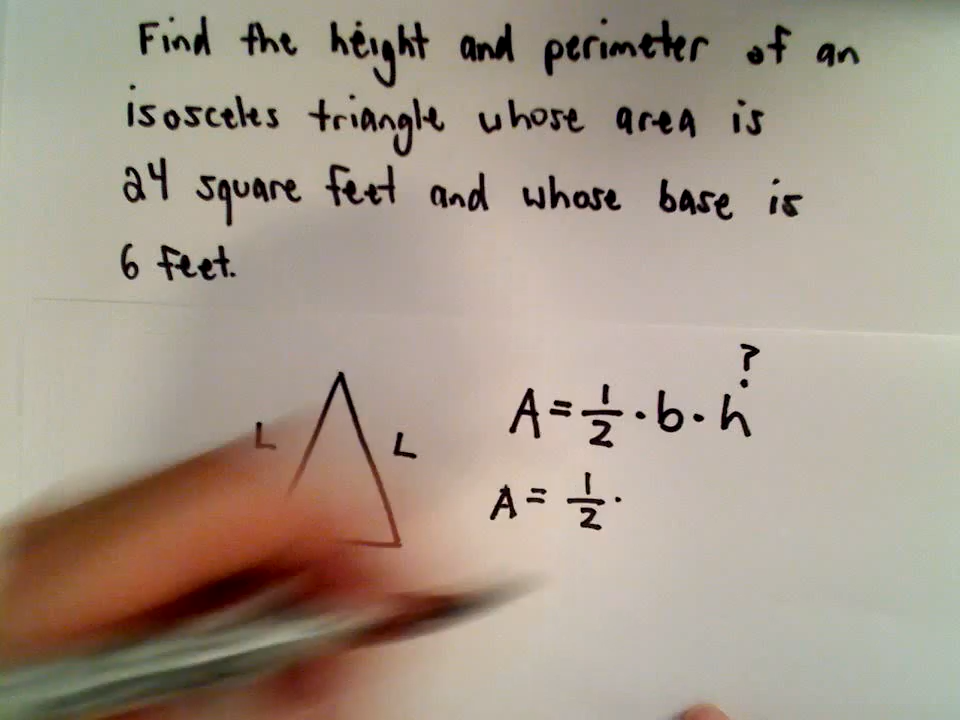 Find the height and perimeter of an
isosceles triangle whose area is
24 square feet and whose base is
6 feet.
?
A = 1/2 · b · h
L L
A = 1/2 ·